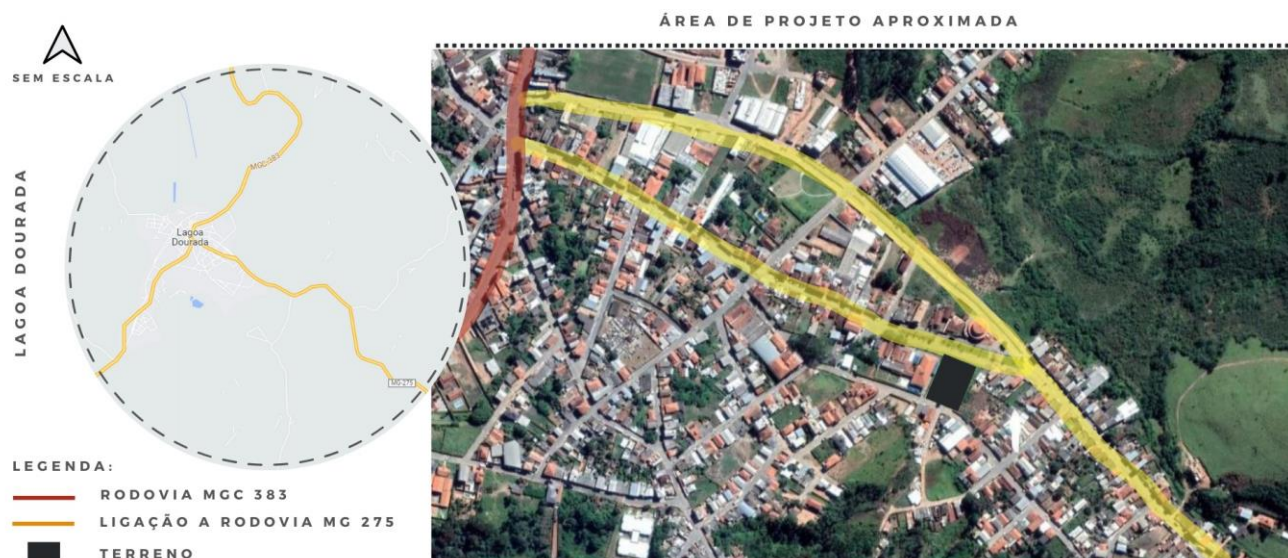 ÁREA DE PROJETO APROXIMADA
SEM ESCALA
LAGOA DOURADA
MGC-383
Lagoa
Dourada
MG-275
LEGENDA:
RODOVIA MGC 383
LIGAÇÃO A RODOVIA MG 275
TERRENO